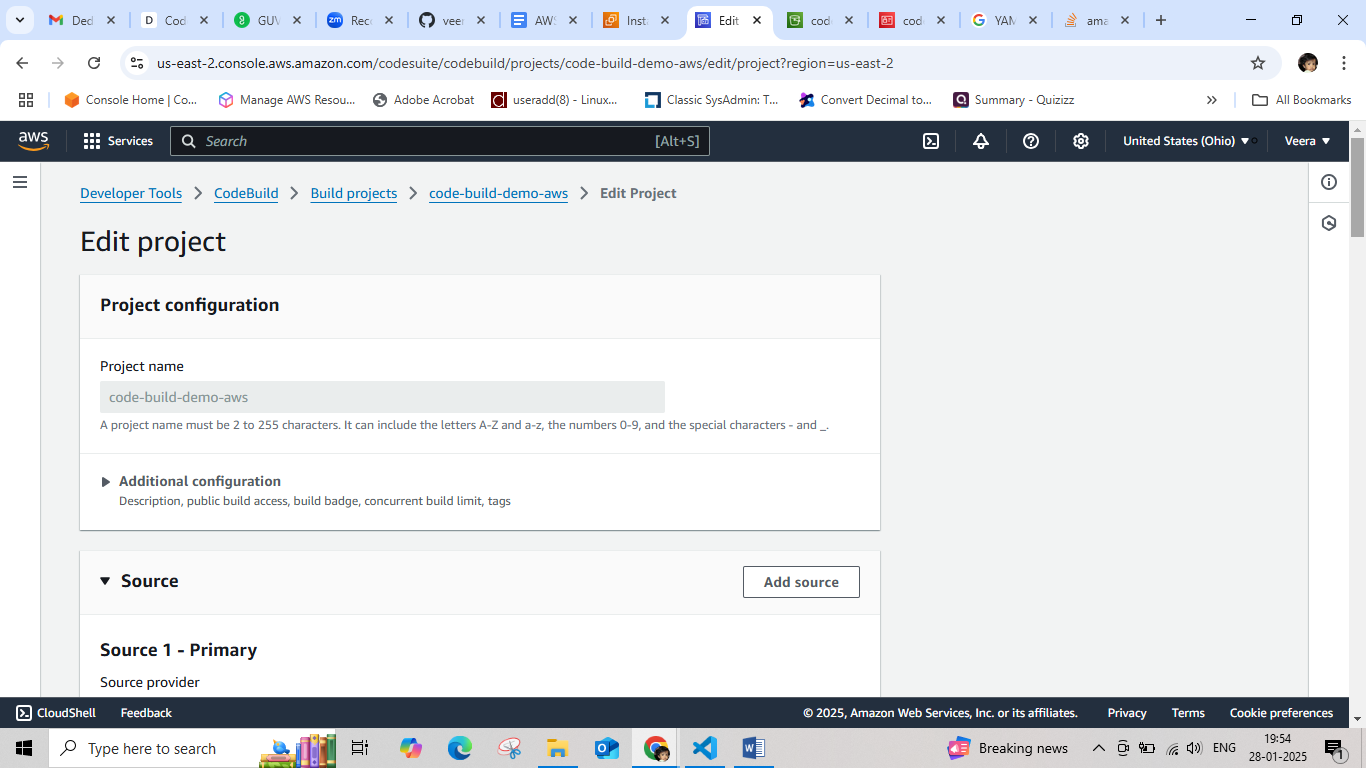 Ded
Cod
GUV
Rec
veer
AWS
Inst
Edit
cod
cod
YAM
ama
us-east-2.console.aws.amazon.com/codesuite/codebuild/projects/code-build-demo-aws/edit/project?region=us-east-2
Console Home | Co...
Manage AWS Resou...
Adobe Acrobat
useradd(8) - Linux...
Classic SysAdmin: T...
Convert Decimal to...
Summary - Quizizz
All Bookmarks
aws
Services
Search
[Alt+S]
United States (Ohio)
Veera
Developer Tools
CodeBuild
Build projects
code-build-demo-aws
Edit Project
Edit project
Project configuration
Project name
code-build-demo-aws
A project name must be 2 to 255 characters. It can include the letters A-Z and a-z, the numbers 0-9, and the special characters - and _.
Additional configuration
Description, public build access, build badge, concurrent build limit, tags
Source
Add source
Source 1 - Primary
Source provider
CloudShell
Feedback
© 2025, Amazon Web Services, Inc. or its affiliates.
Privacy
Terms
Cookie preferences
Type here to search
Breaking news
ENG
19:54
28-01-2025
1